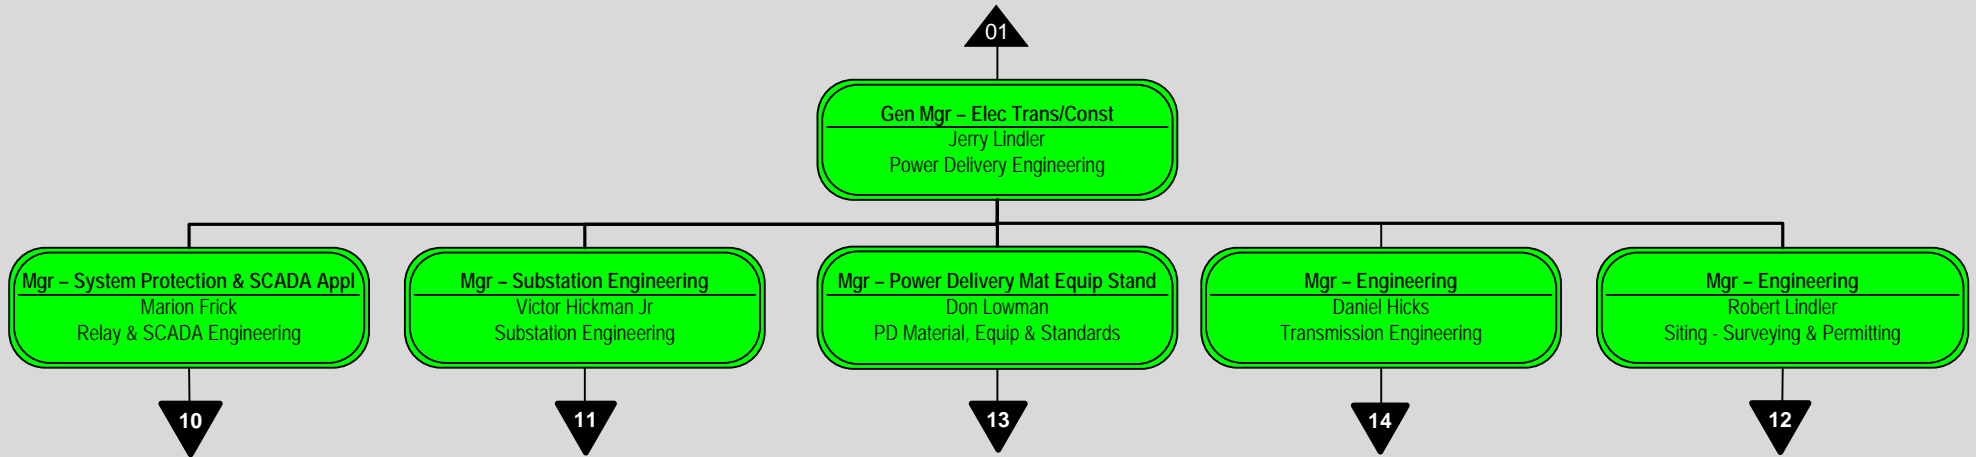 01
Gen Mgr – Elec Trans/Const
Jerry Lindler
Power Delivery Engineering
Mgr – System Protection & SCADA Appl
Marion Frick
Relay & SCADA Engineering
10
Mgr – Substation Engineering
Victor Hickman Jr
Substation Engineering
11
Mgr – Power Delivery Mat Equip Stand
Don Lowman
PD Material, Equip & Standards
13
Mgr – Engineering
Daniel Hicks
Transmission Engineering
14
Mgr – Engineering
Robert Lindler
Siting - Surveying & Permitting
12